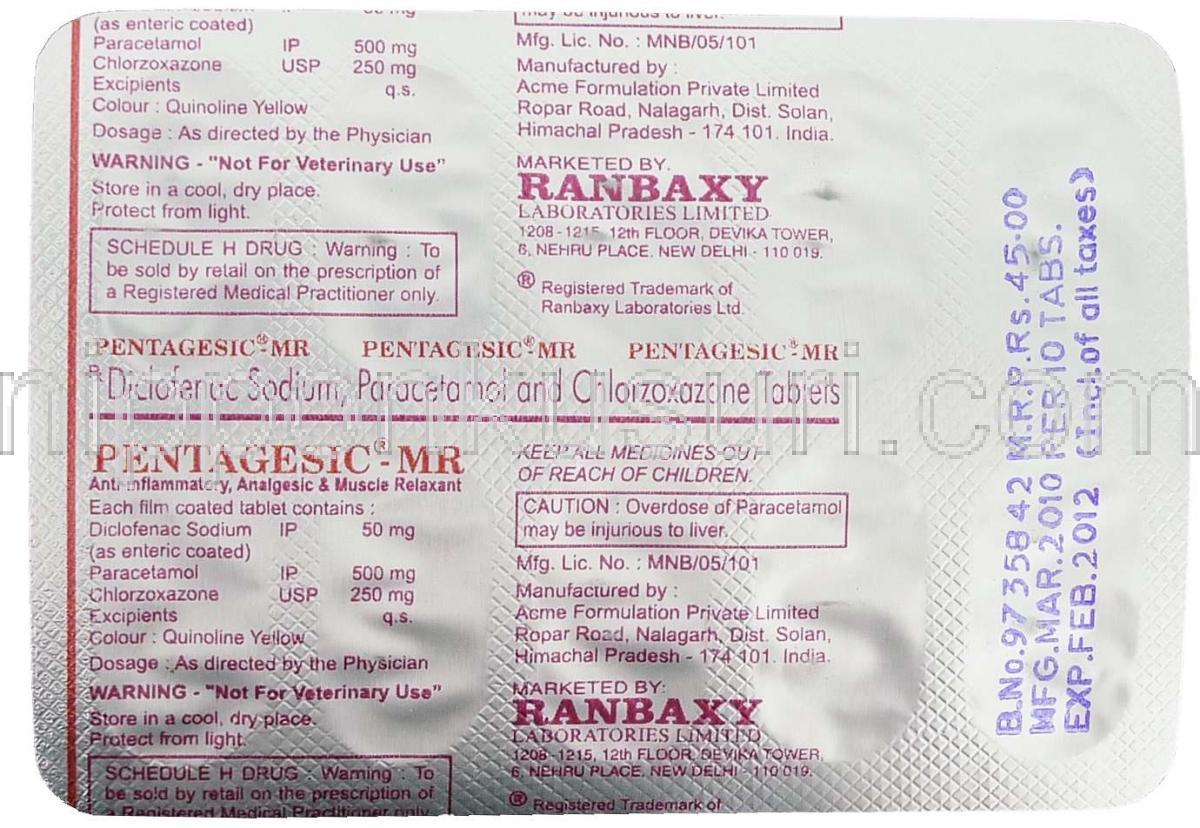 (as enteric coated)
Paracetamol IP 500 mg
Chlorzoxazone USP 250 mg
Excipients q.s.
Colour : Quinoline Yellow
Dosage : As directed by the Physician
WARNING - "Not For Veterinary Use"
Store in a cool, dry place.
Protect from light.
SCHEDULE H DRUG : Warning : To
be sold by retail on the prescription of
a Registered Medical Practitioner only.
may be injurious to liver.
Mfg. Lic. No. : MNB/05/101
Manufactured by :
Acme Formulation Private Limited
Ropar Road, Nalagarh, Dist. Solan,
Himachal Pradesh - 174 101. India.
MARKETED BY.
RANBAXY
LABORATORIES LIMITED
1208-1215, 12th FLOOR, DEVIKA TOWER,
6, NEHRU PLACE, NEW DELHI - 110 019.
® Registered Trademark of
Ranbaxy Laboratories Ltd.
PENTAGESIC®-MR PENTAGESIC®-MR PENTAGESIC®-MR
Diclofenac Sodium, Paracetamol and Chlorzoxazone Tablets
nipponkusuri.com
PENTAGESIC®-MR
Anti-inflammatory, Analgesic & Muscle Relaxant
Each film coated tablet contains :
Diclofenac Sodium IP 50 mg
(as enteric coated)
Paracetamol IP 500 mg
Chlorzoxazone USP 250 mg
Excipients q.s.
Colour : Quinoline Yellow
Dosage : As directed by the Physician
WARNING - "Not For Veterinary Use"
Store in a cool, dry place.
Protect from light.
SCHEDULE H DRUG : Warning : To
be sold by retail on the prescription of
a Registered Medical Practitioner only.
KEEP ALL MEDICINES OUT
OF REACH OF CHILDREN.
CAUTION : Overdose of Paracetamol
may be injurious to liver.
Mfg. Lic. No. : MNB/05/101
Manufactured by :
Acme Formulation Private Limited
Ropar Road, Nalagarh, Dist. Solan,
Himachal Pradesh - 174 101. India.
MARKETED BY:
RANBAXY
LABORATORIES LIMITED
1208-1215, 12th FLOOR, DEVIKA TOWER,
6, NEHRU PLACE, NEW DELHI - 110 019.
® Registered Trademark of
B.No.9735842 M.R.P.Rs.45.00
MFG.MAR.2010 PER 10 TABS.
EXP.FEB.2012 (Incl.of all taxes)